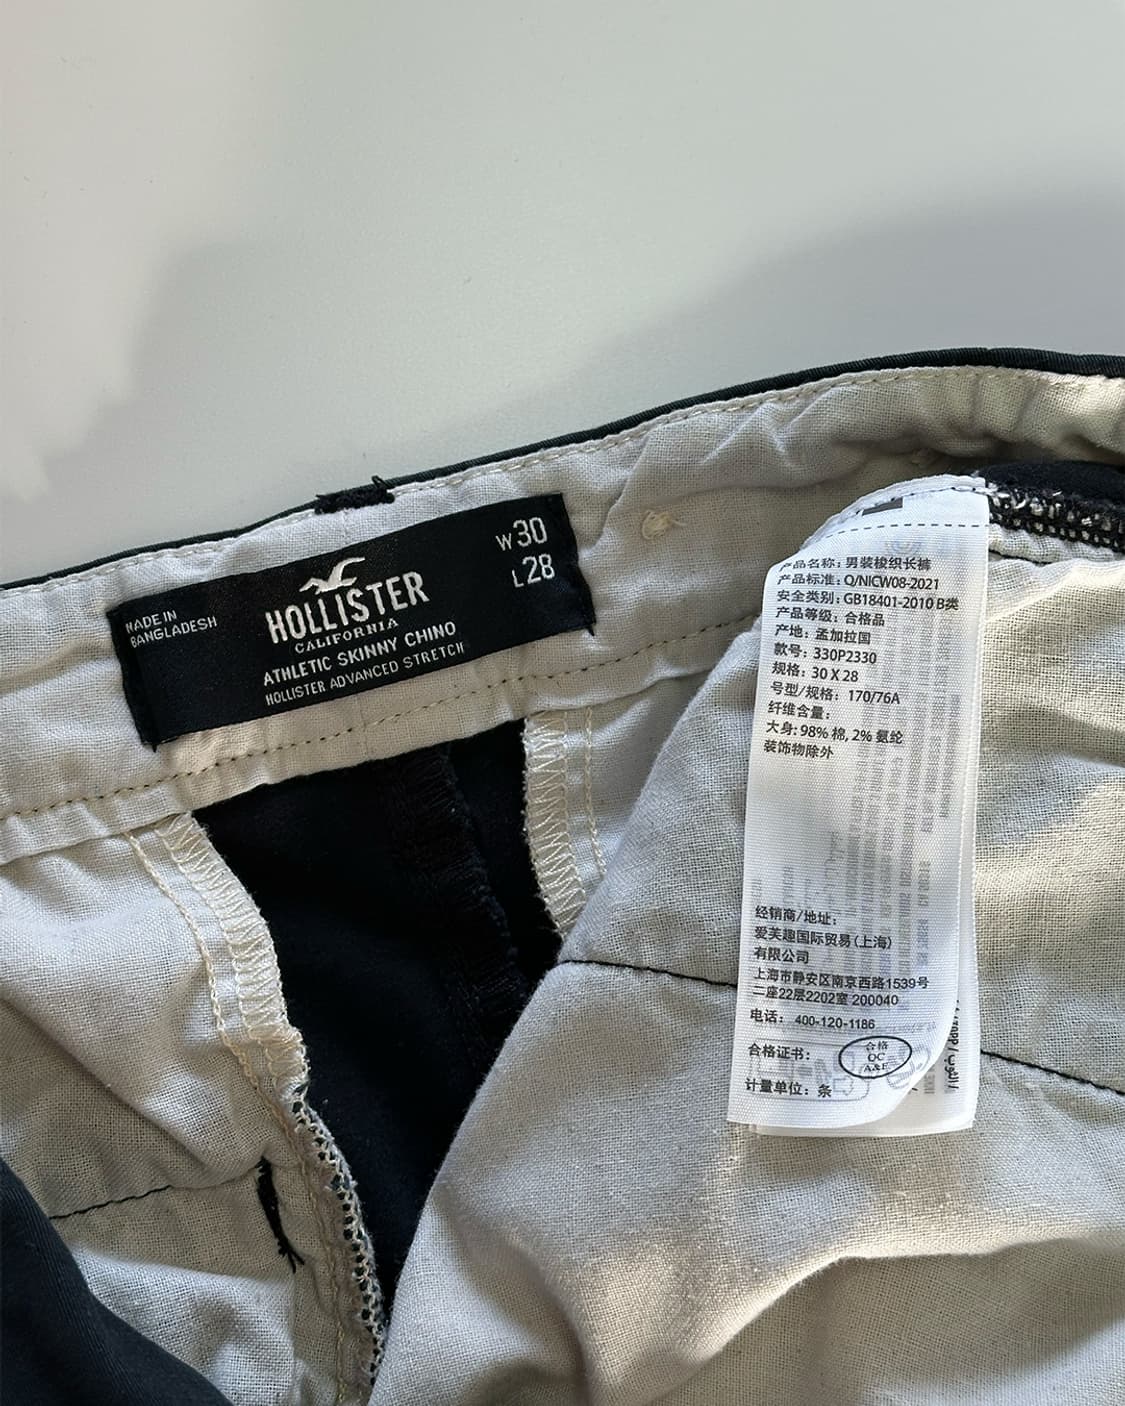 MADE IN
BANGLADESH
HOLLISTER
CALIFORNIA
ATHLETIC SKINNY CHINO
HOLLISTER ADVANCED STRETCH
W30
L28
产品名称：男装梭织长裤
产品标准：Q/NICW08-2021
安全类别：GB18401-2010 B类
产品等级：合格品
产地：孟加拉国
款号：330P2330
规格：30 X 28
号型/规格：170/76A
纤维含量：
大身：98% 棉, 2% 氨纶
装饰物除外
经销商/地址：
爱芙趣国际贸易(上海)
有限公司
上海市静安区南京西路1539号
二座22层2202室 200040
电话：400-120-1186
合格证书：
合格
QC
A&F
计量单位：条